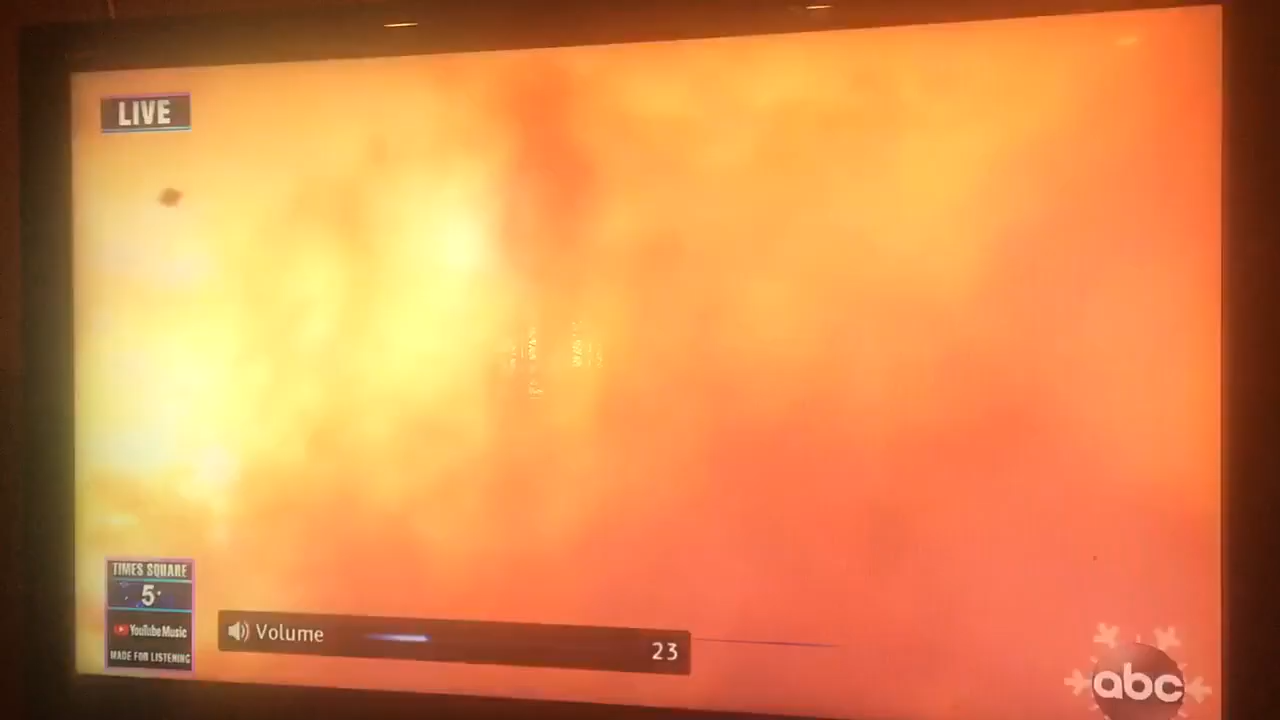 LIVE
TIMES SQUARE
5
YouTube Music
MADE FOR LISTENING
Volume
23
abc